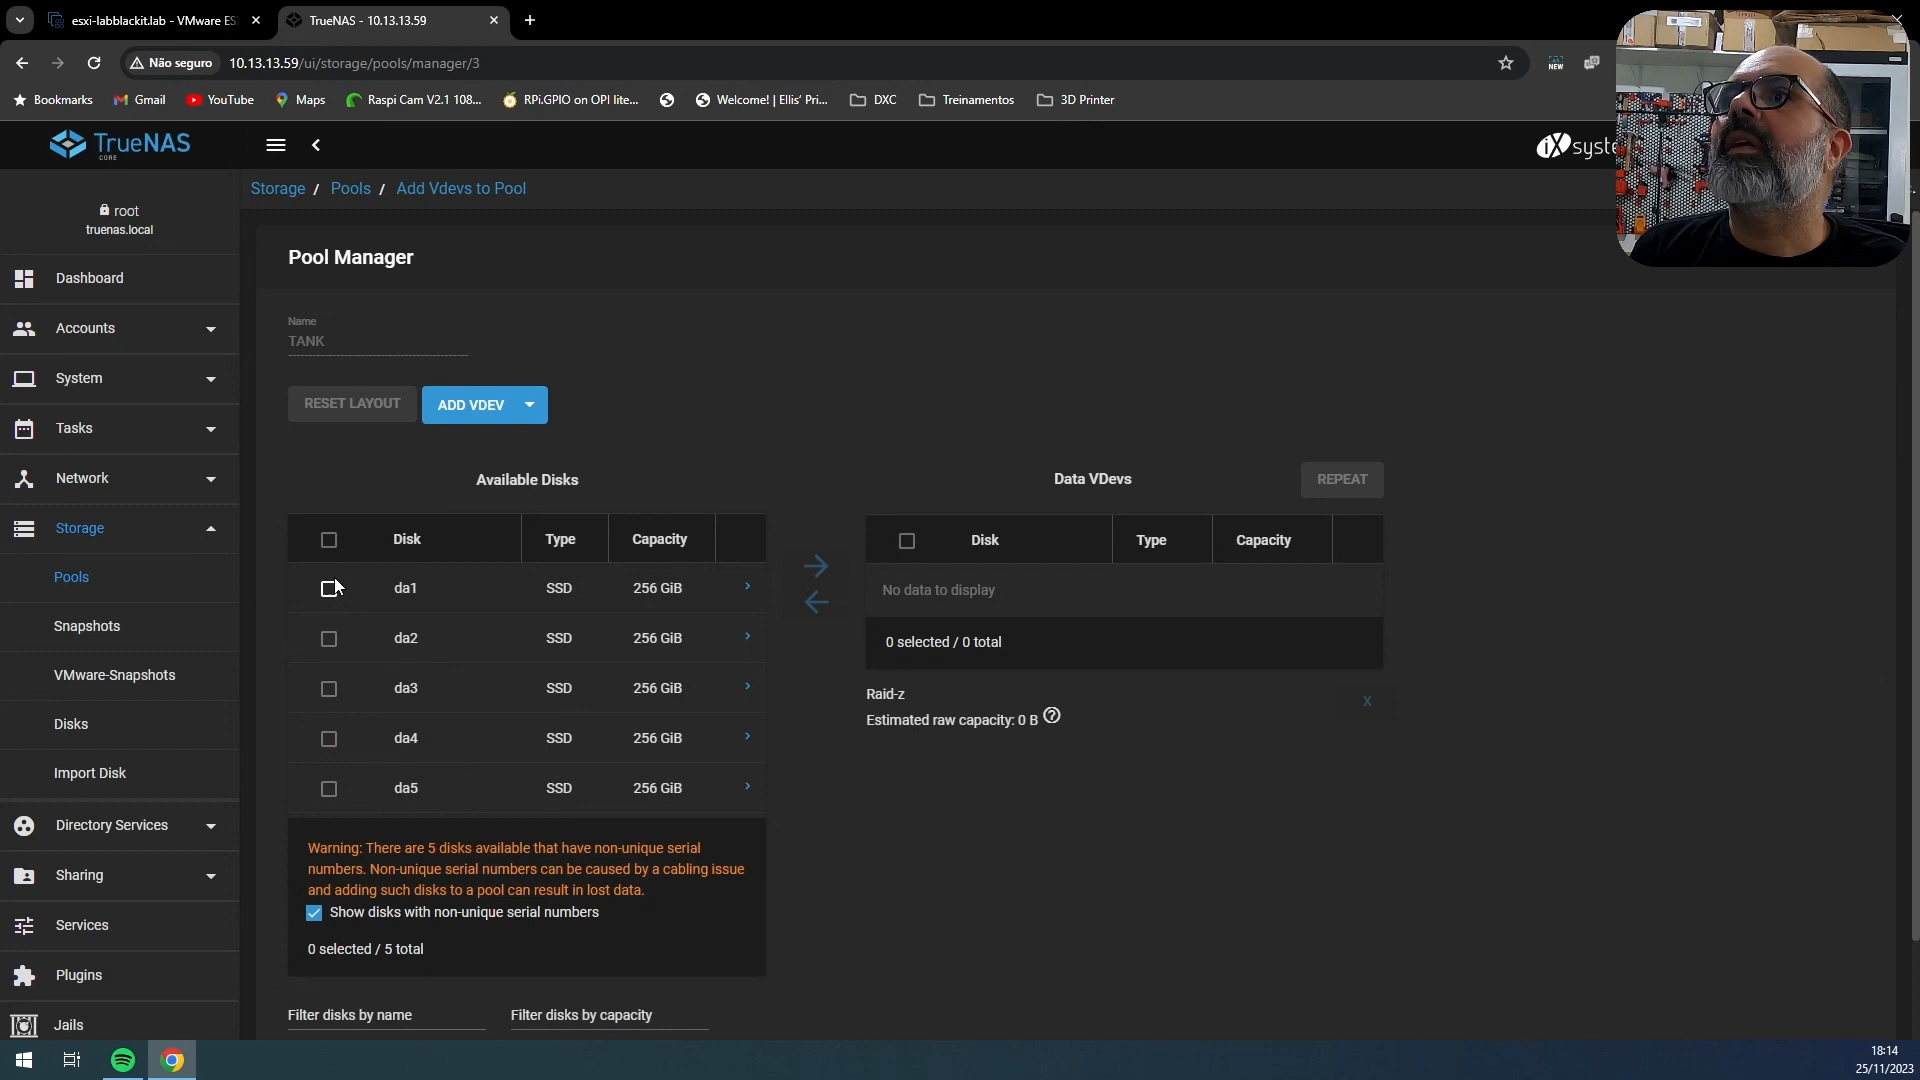 esxi-labblackit.lab - VMware ES
TrueNAS - 10.13.13.59
Não seguro
10.13.13.59/ui/storage/pools/manager/3
NEW
Bookmarks
Gmail
YouTube
Maps
Raspi Cam V2.1 108...
RPi.GPIO on OPI lite...
Welcome! | Ellis' Pri...
DXC
Treinamentos
3D Printer
TrueNAS
CORE
iXsyste
Storage / Pools / Add Vdevs to Pool
root
truenas.local
Dashboard
Accounts
System
Tasks
Network
Storage
Pools
Snapshots
VMware-Snapshots
Disks
Import Disk
Directory Services
Sharing
Services
Plugins
Jails
Pool Manager
Name
TANK
RESET LAYOUT
ADD VDEV
Available Disks
Disk Type Capacity
da1 SSD 256 GiB
da2 SSD 256 GiB
da3 SSD 256 GiB
da4 SSD 256 GiB
da5 SSD 256 GiB
Warning: There are 5 disks available that have non-unique serial
numbers. Non-unique serial numbers can be caused by a cabling issue
and adding such disks to a pool can result in lost data.
Show disks with non-unique serial numbers
0 selected / 5 total
Filter disks by name
Filter disks by capacity
Data VDevs
REPEAT
Disk Type Capacity
No data to display
0 selected / 0 total
Raid-z
X
Estimated raw capacity: 0 B
18:14
25/11/2023